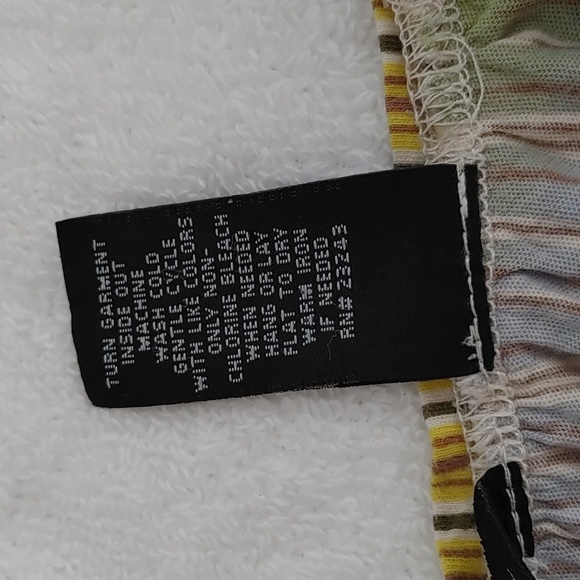 TURN GARMENT
INSIDE OUT
MACHINE
WASH COLD
GENTLE CYCLE
WITH LIKE COLORS
ONLY NON-
CHLORINE BLEACH
WHEN NEEDED
HANG OR LAY
FLAT TO DRY
WARM IRON
IF NEEDED
RN# 23243